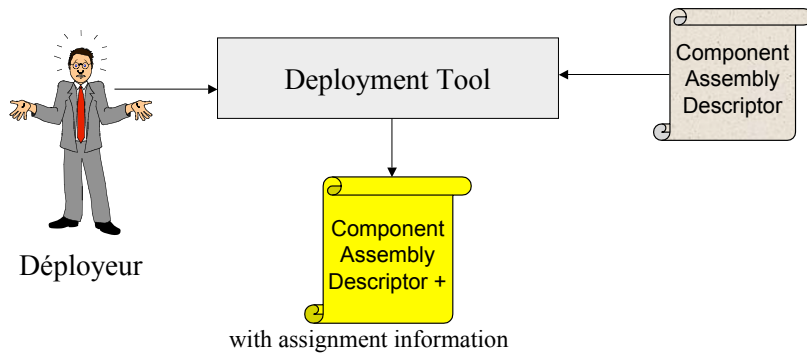 Deployment Tool
Component
Assembly
Descriptor
Component
Assembly
Descriptor +
Déployeur
with assignment information